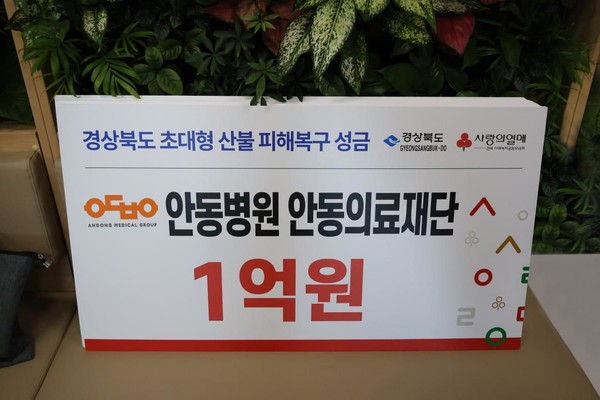 경상북도 초대형 산불 피해복구 성금
경상북도
GYEONGSANGBUK-DO
사랑의열매
ANDONG MEDICAL GROUP
안동병원 안동의료재단
1억원